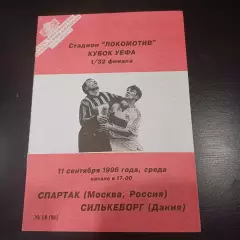 Стадион "ЛОКОМОТИВ"
КУБОК УЕФА
1/32 финала
11 сентября 1996 года, среда
начало в 17:00
СПАРТАК (Москва, Россия)
СИЛЬКЕБОРГ (Дания)